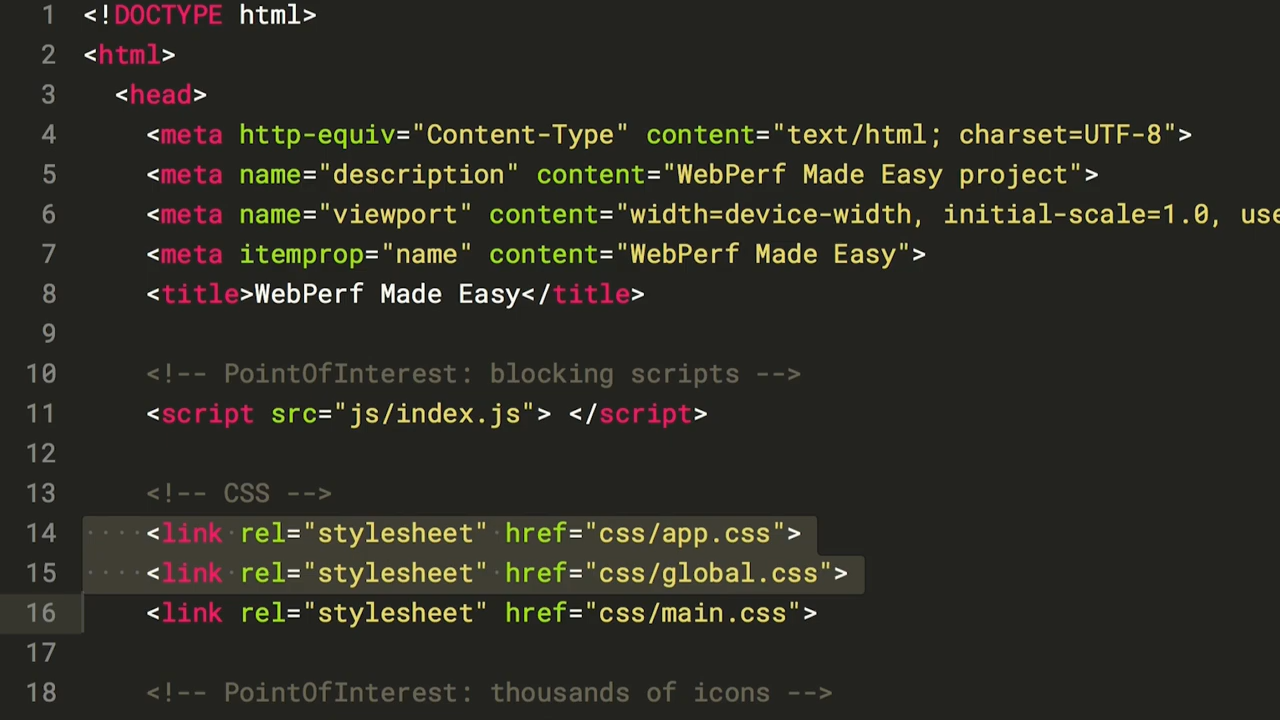 1 <!DOCTYPE html>
2 <html>
3 <head>
4 <meta http-equiv="Content-Type" content="text/html; charset=UTF-8">
5 <meta name="description" content="WebPerf Made Easy project">
6 <meta name="viewport" content="width=device-width, initial-scale=1.0, use
7 <meta itemprop="name" content="WebPerf Made Easy">
8 <title>WebPerf Made Easy</title>
9
10 <!-- PointOfInterest: blocking scripts -->
11 <script src="js/index.js"> </script>
12
13 <!-- CSS -->
14 <link rel="stylesheet" href="css/app.css">
15 <link rel="stylesheet" href="css/global.css">
16 <link rel="stylesheet" href="css/main.css">
17
18 <!-- PointOfInterest: thousands of icons -->